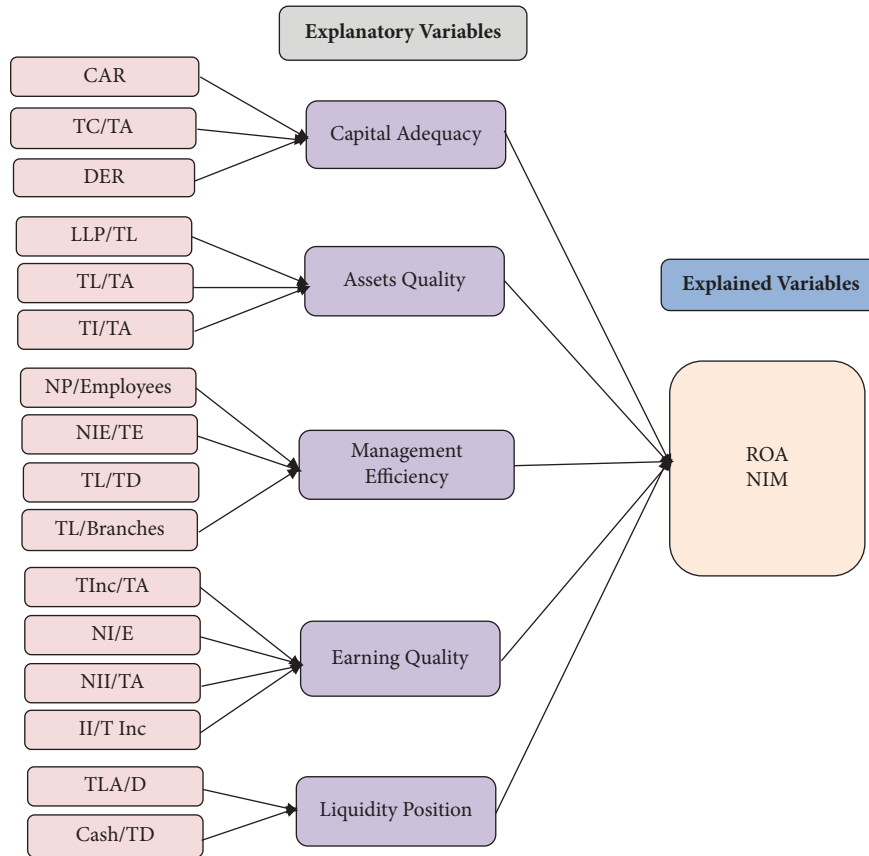 Explanatory Variables
CAR
TC/TA
DER
Capital Adequacy
LLP/TL
TL/TA
TI/TA
Assets Quality
Explained Variables
NP/Employees
NIE/TE
TL/TD
TL/Branches
Management
Efficiency
ROA
NIM
TInc/TA
NI/E
NII/TA
II/T Inc
Earning Quality
TLA/D
Cash/TD
Liquidity Position